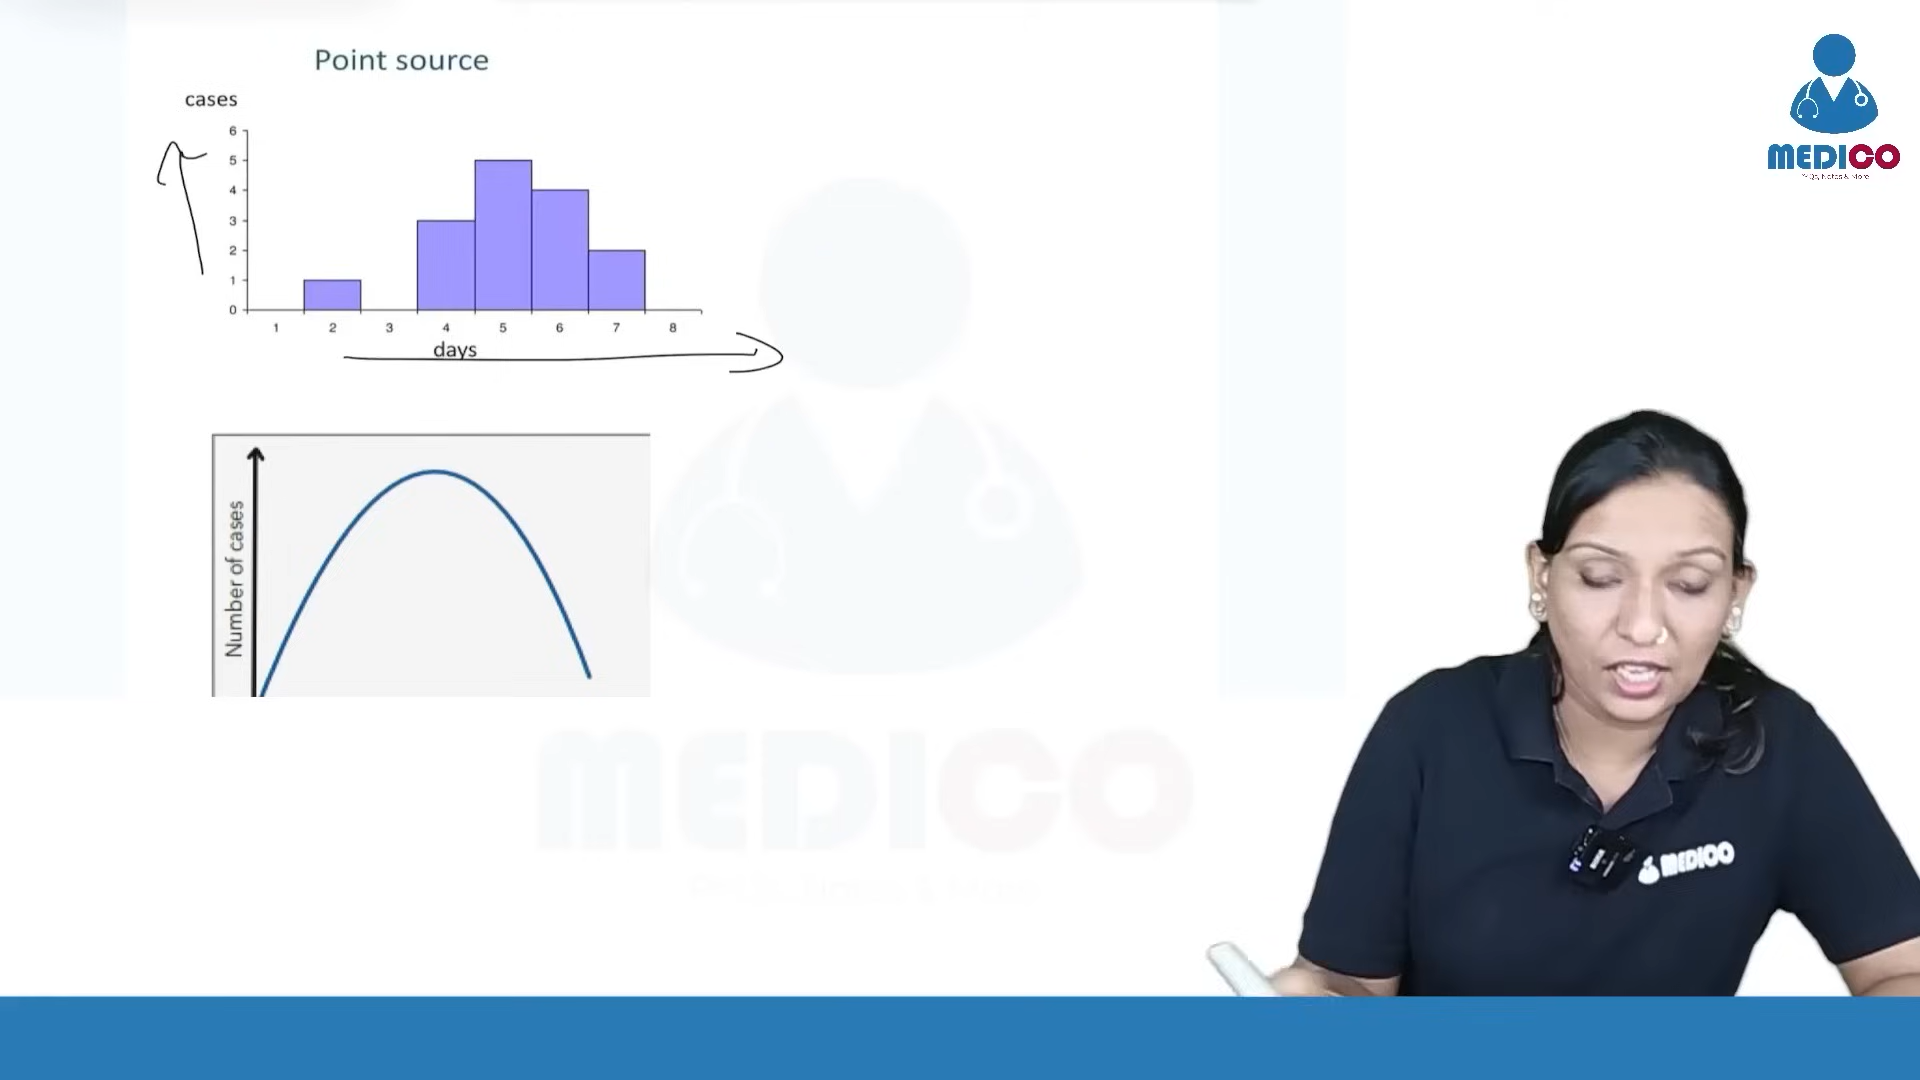 Point source
cases
6
5
4
3
2
1
0
1 2 3 4 5 6 7 8
days
Number of cases
MEDICO
MEDICO
MEDICO